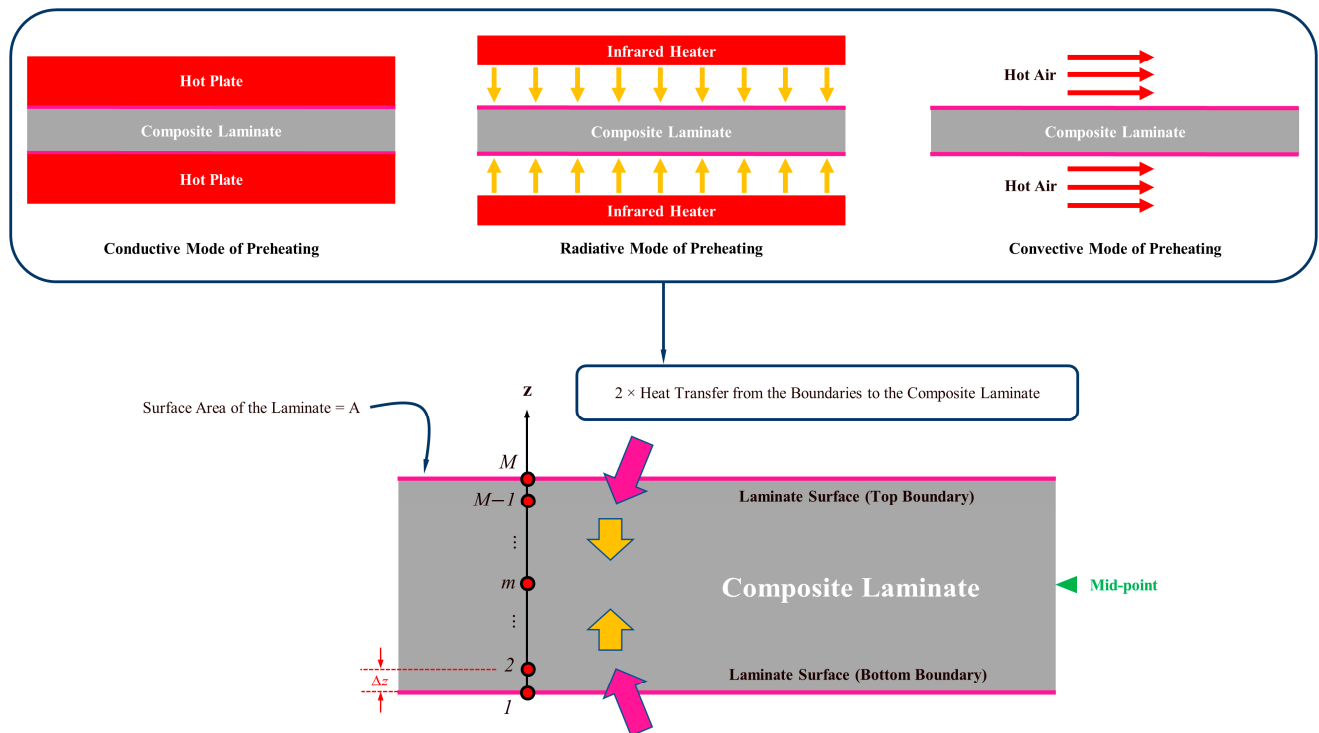 Hot Plate
Composite Laminate
Hot Plate
Conductive Mode of Preheating
Infrared Heater
Composite Laminate
Infrared Heater
Radiative Mode of Preheating
Hot Air
Composite Laminate
Hot Air
Convective Mode of Preheating
2 × Heat Transfer from the Boundaries to the Composite Laminate
Surface Area of the Laminate = A
z
M
M−1
⋮
m
⋮
2
1
Δz
Laminate Surface (Top Boundary)
Composite Laminate
Mid-point
Laminate Surface (Bottom Boundary)